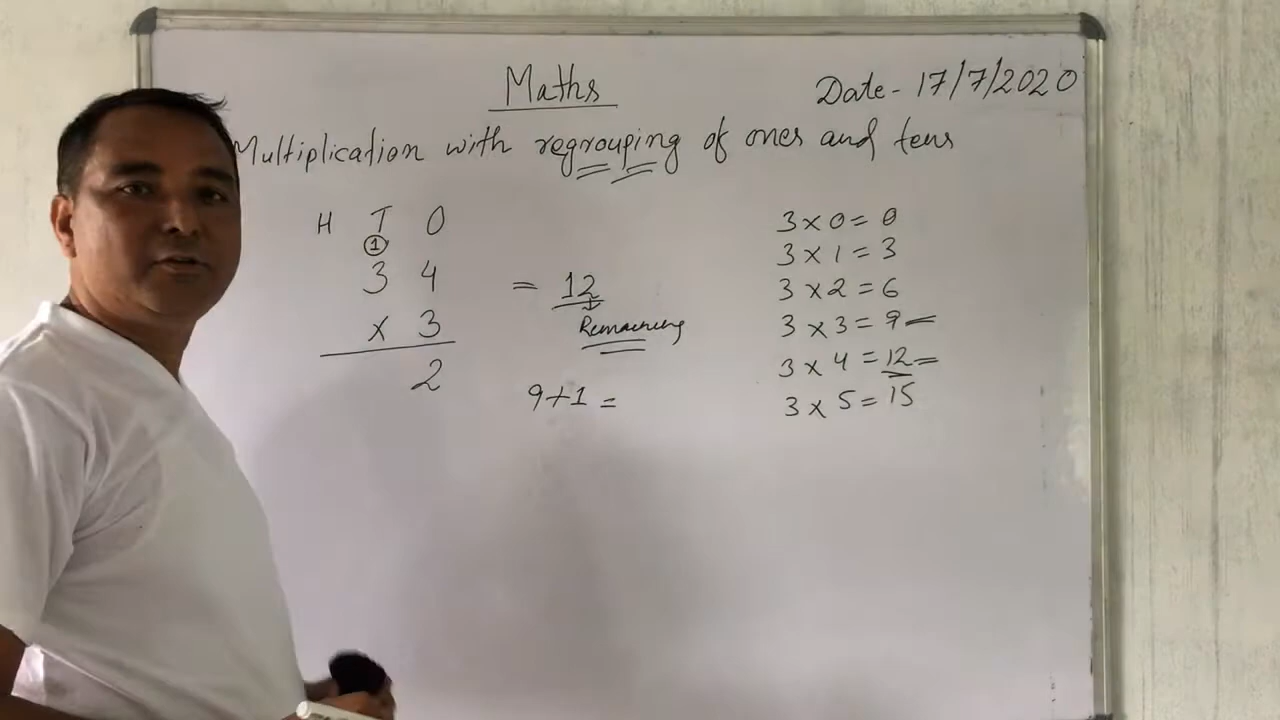 Maths
Date- 17/7/2020
Multiplication with regrouping of ones and tens
H T O
1
3 4 = 12
x 3
Remaining
2
9+1 =
3 x 0 = 0
3 x 1 = 3
3 x 2 = 6
3 x 3 = 9
3 x 4 = 12
3 x 5 = 15